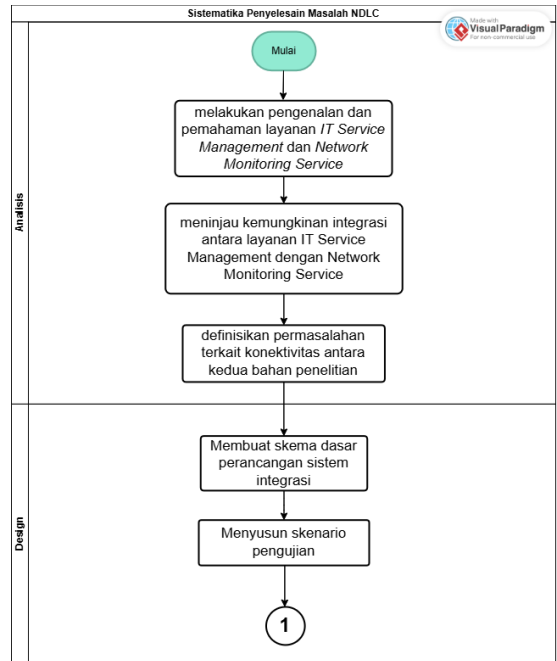 Sistematika Penyelesain Masalah NDLC
Made with
VisualParadigm
For non-commercial use
Mulai
melakukan pengenalan dan
pemahaman layanan IT Service
Management dan Network
Monitoring Service
Analisis
meninjau kemungkinan integrasi
antara layanan IT Service
Management dengan Network
Monitoring Service
definisikan permasalahan
terkait konektivitas antara
kedua bahan penelitian
Design
Membuat skema dasar
perancangan sistem
integrasi
Menyusun skenario
pengujian
1